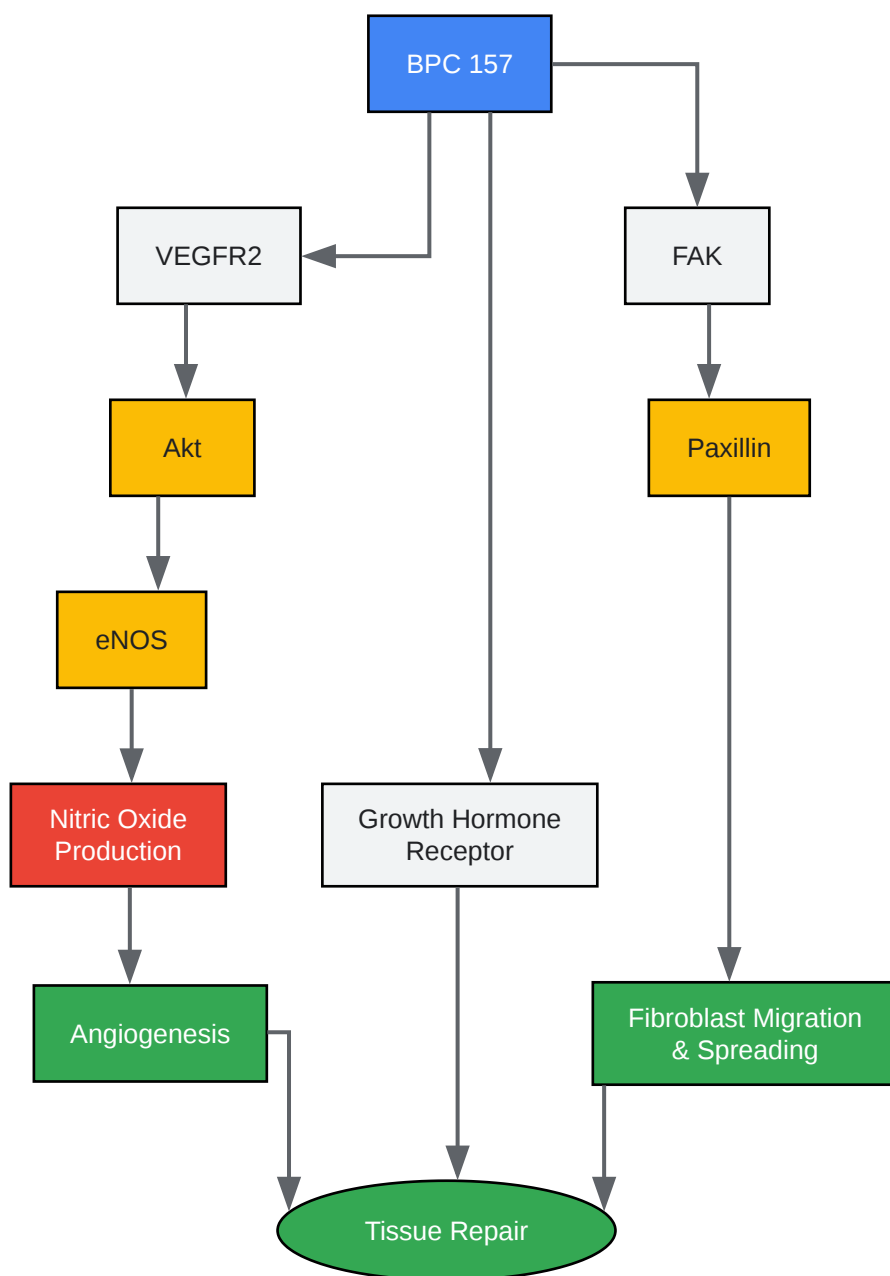 BPC 157
VEGFR2
FAK
Akt
Paxillin
eNOS
Nitric Oxide
Production
Growth Hormone
Receptor
Angiogenesis
Fibroblast Migration
& Spreading
Tissue Repair